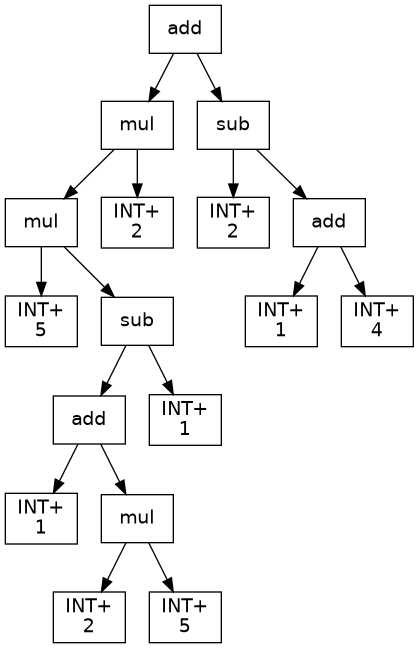 add
mul
sub
mul
INT+
2
INT+
2
add
INT+
5
sub
INT+
1
INT+
4
add
INT+
1
INT+
1
mul
INT+
2
INT+
5